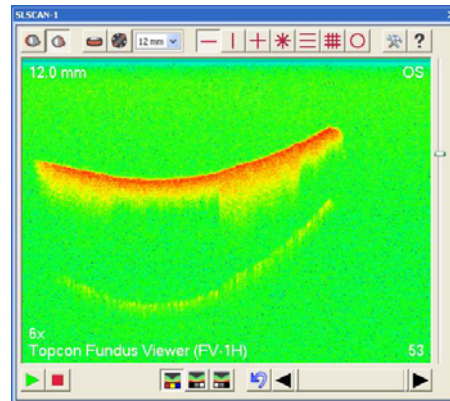 SLSCAN-1
12 mm
?
12.0 mm
OS
6x
Topcon Fundus Viewer (FV-1H)
53